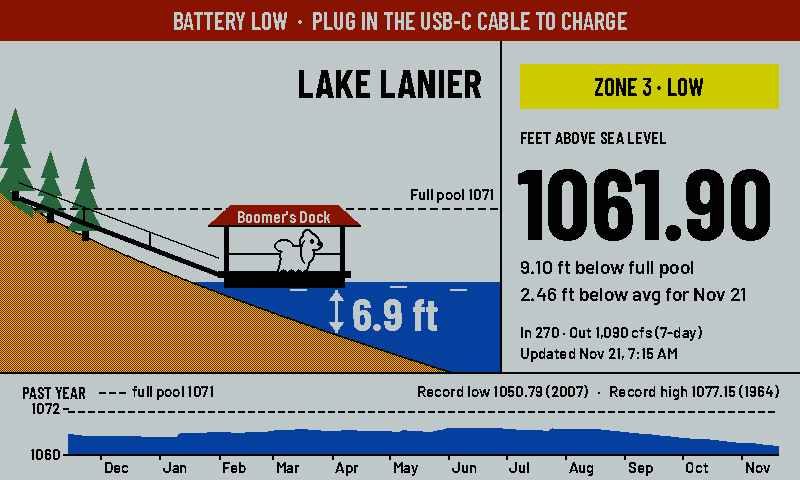 BATTERY LOW · PLUG IN THE USB-C CABLE TO CHARGE
LAKE LANIER
ZONE 3 · LOW
FEET ABOVE SEA LEVEL
1061.90
9.10 ft below full pool
2.46 ft below avg for Nov 21
In 270 · Out 1,090 cfs (7-day)
Updated Nov 21, 7:15 AM
Full pool 1071
Boomer's Dock
6.9 ft
PAST YEAR --- full pool 1071
Record low 1050.79 (2007) · Record high 1077.15 (1964)
1072
1060
Dec Jan Feb Mar Apr May Jun Jul Aug Sep Oct Nov